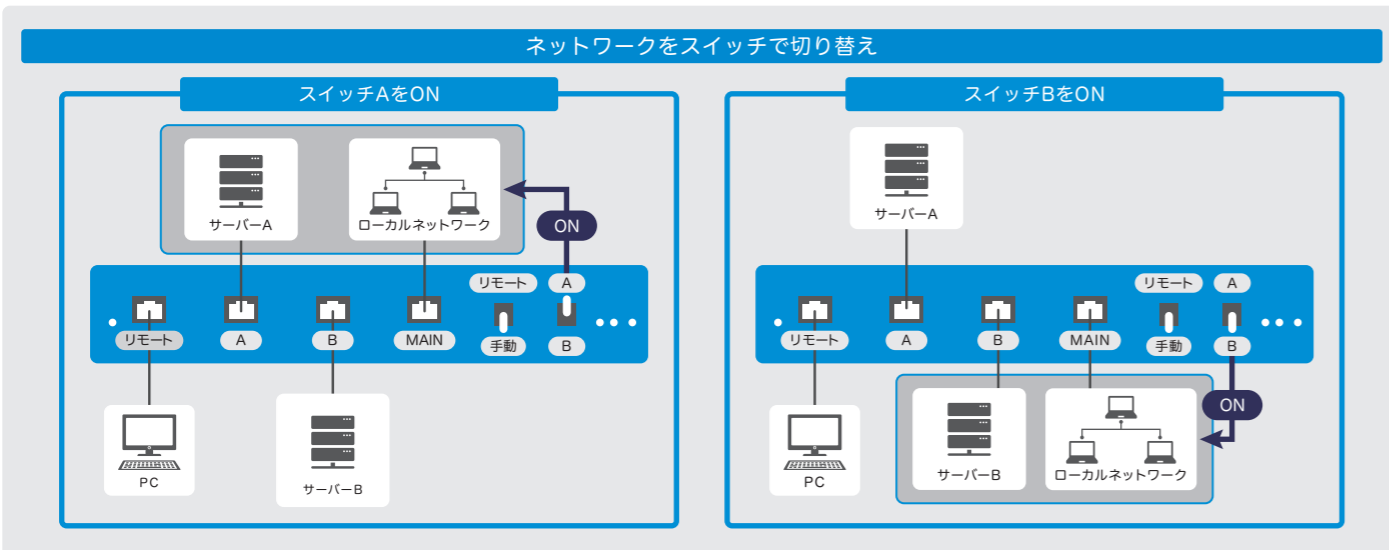 ネットワークをスイッチで切り替え
スイッチAをON
サーバーA
ローカルネットワーク
ON
リモート
A
リモート
A
B
MAIN
手動
B
PC
サーバーB
スイッチBをON
サーバーA
リモート
A
リモート
A
B
MAIN
手動
B
ON
PC
サーバーB
ローカルネットワーク